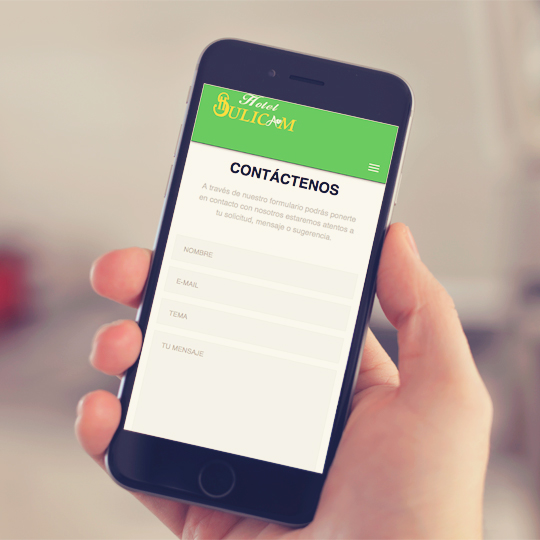 Hotel
SULICAM
CONTÁCTENOS
A través de nuestro formulario podrás ponerte
en contacto con nosotros estaremos atentos a
tu solicitud, mensaje o sugerencia.
NOMBRE
E-MAIL
TEMA
TU MENSAJE